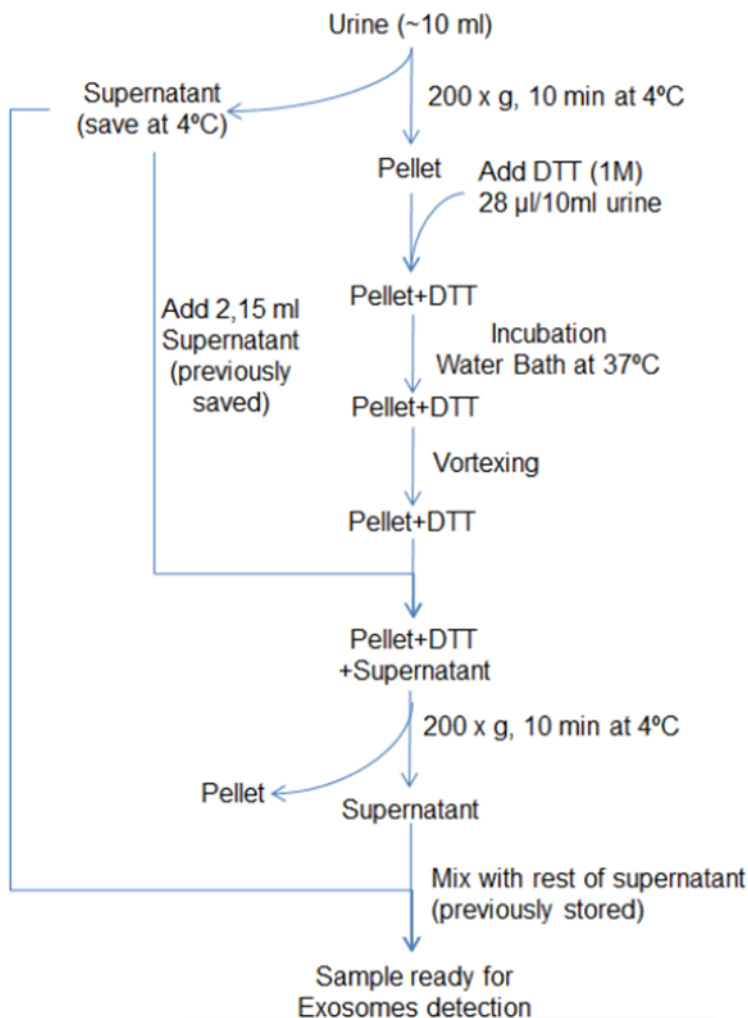 Urine (~10 ml)
Supernatant
(save at 4ºC)
200 x g, 10 min at 4ºC
Pellet
Add DTT (1M)
28 µl/10ml urine
Pellet+DTT
Add 2,15 ml
Supernatant
(previously
saved)
Incubation
Water Bath at 37ºC
Pellet+DTT
Vortexing
Pellet+DTT
Pellet+DTT
+Supernatant
200 x g, 10 min at 4ºC
Pellet
Supernatant
Mix with rest of supernatant
(previously stored)
Sample ready for
Exosomes detection